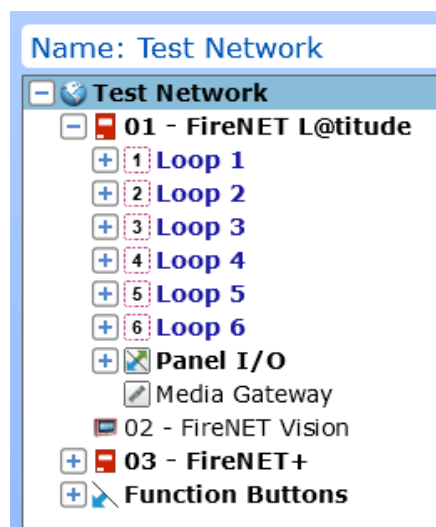 Name: Test Network
Test Network
01 - FireNET L@titude
1 Loop 1
2 Loop 2
3 Loop 3
4 Loop 4
5 Loop 5
6 Loop 6
Panel I/O
Media Gateway
02 - FireNET Vision
03 - FireNET+
Function Buttons